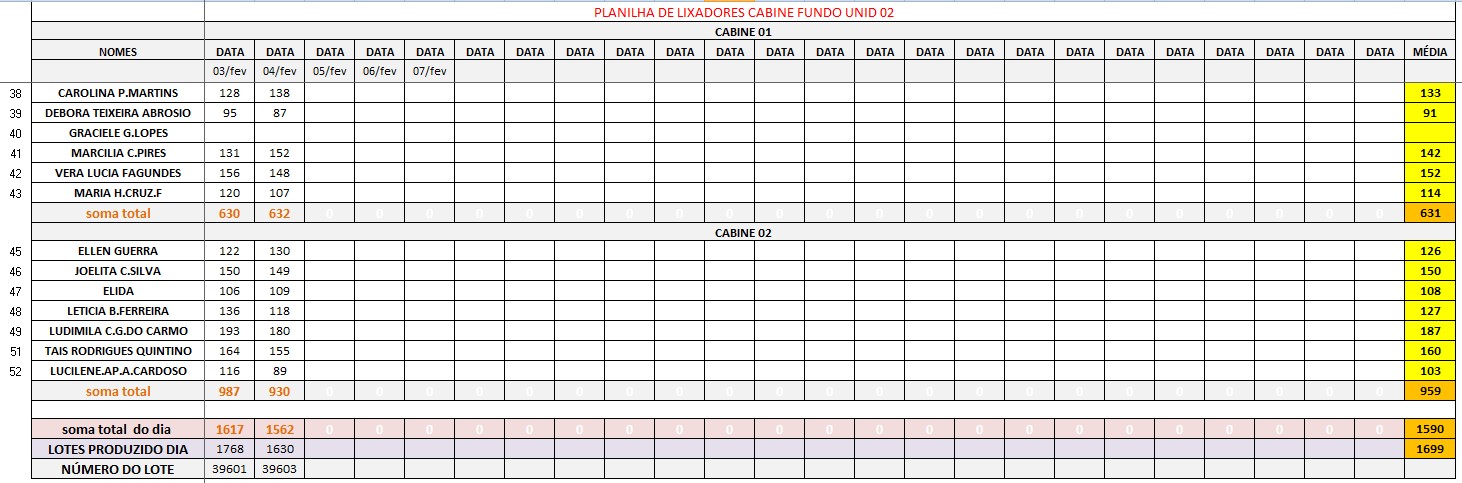 PLANILHA DE LIXADORES CABINE FUNDO UNID 02
CABINE 01
NOMES DATA DATA DATA DATA DATA DATA DATA DATA DATA DATA DATA DATA DATA DATA DATA DATA DATA DATA DATA DATA DATA DATA DATA DATA MÉDIA
03/fev 04/fev 05/fev 06/fev 07/fev
38 CAROLINA P.MARTINS 128 138 133
39 DEBORA TEIXEIRA ABROSIO 95 87 91
40 GRACIELE G.LOPES
41 MARCILIA C.PIRES 131 152 142
42 VERA LUCIA FAGUNDES 156 148 152
43 MARIA H.CRUZ.F 120 107 114
soma total 630 632 0 0 0 0 0 0 0 0 0 0 0 0 0 0 0 0 0 0 0 0 0 0 631
CABINE 02
45 ELLEN GUERRA 122 130 126
46 JOELITA C.SILVA 150 149 150
47 ELIDA 106 109 108
48 LETICIA B.FERREIRA 136 118 127
49 LUDIMILA C.G.DO CARMO 193 180 187
51 TAIS RODRIGUES QUINTINO 164 155 160
52 LUCILENE.AP.A.CARDOSO 116 89 103
soma total 987 930 0 0 0 0 0 0 0 0 0 0 0 0 0 0 0 0 0 0 0 0 0 0 959
soma total do dia 1617 1562 0 0 0 0 0 0 0 0 0 0 0 0 0 0 0 0 0 0 0 0 0 0 1590
LOTES PRODUZIDO DIA 1768 1630 1699
NÚMERO DO LOTE 39601 39603